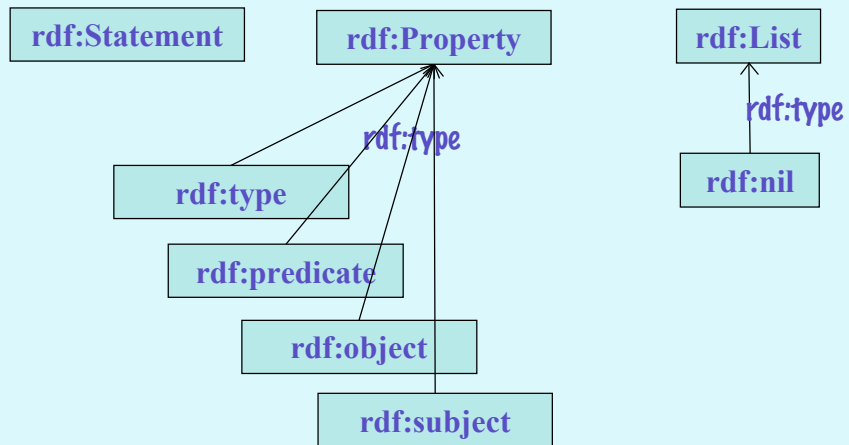 rdf:Statement
rdf:Property
rdf:List
rdf:type
rdf:type
rdf:type
rdf:nil
rdf:predicate
rdf:object
rdf:subject